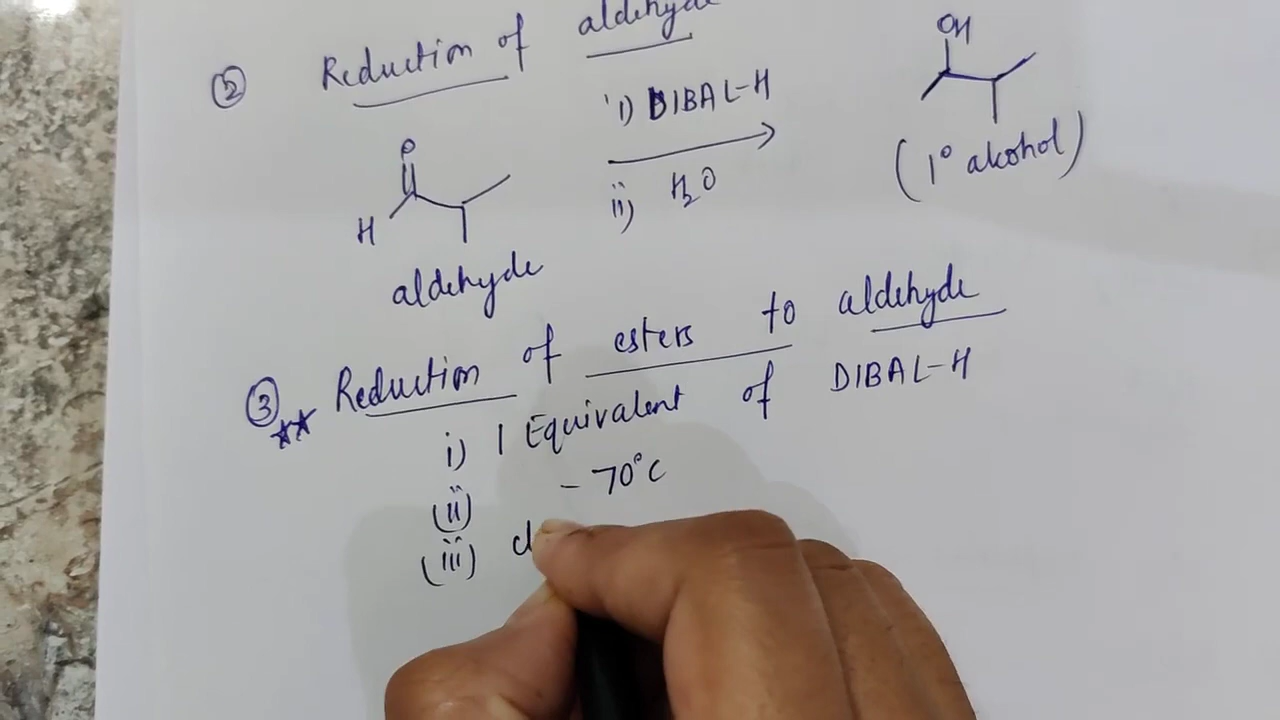 ② Reduction of aldehyde
OH
i) DIBAL-H
ii) H₂O
O
H
(1° alcohol)
aldehyde
③ Reduction of esters to aldehyde
i) 1 Equivalent of DIBAL-H
(ii) - 70°C
(iii)